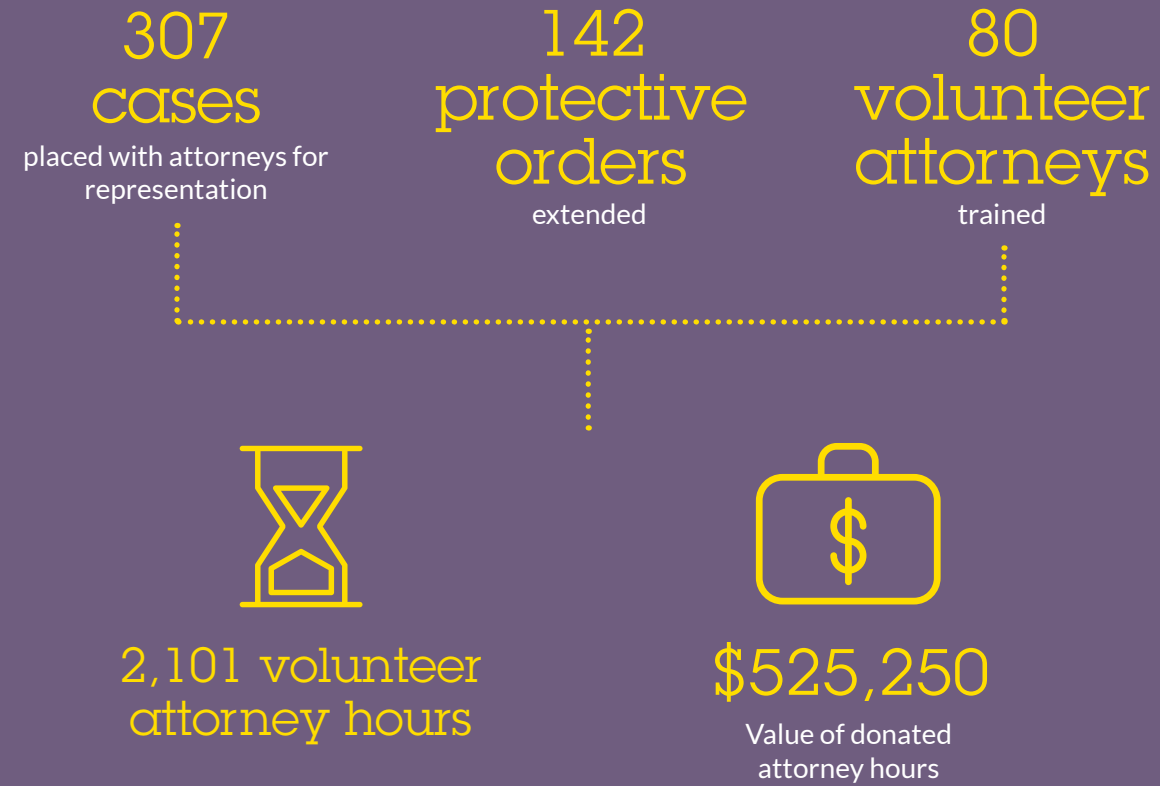 307
cases
placed with attorneys for
representation
142
protective
orders
extended
80
volunteer
attorneys
trained
2,101 volunteer
attorney hours
$
$525,250
Value of donated
attorney hours